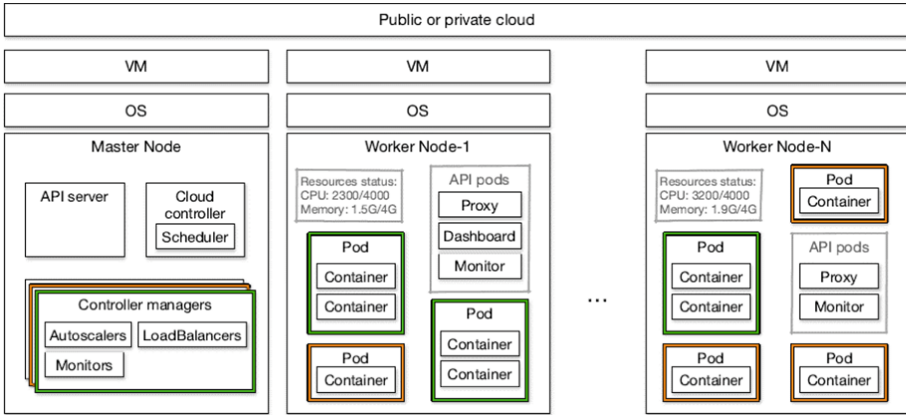 Public or private cloud
VM
VM
VM
OS
OS
OS
Master Node
API server
Cloud
controller
Scheduler
Controller managers
Autoscalers
LoadBalancers
Monitors
Worker Node-1
Resources status:
CPU: 2300/4000
Memory: 1.5G/4G
API pods
Proxy
Dashboard
Monitor
Pod
Container
Container
Pod
Container
Container
Pod
Container
...
Worker Node-N
Resources status:
CPU: 3200/4000
Memory: 1.9G/4G
Pod
Container
Pod
Container
Container
API pods
Proxy
Monitor
Pod
Container
Pod
Container